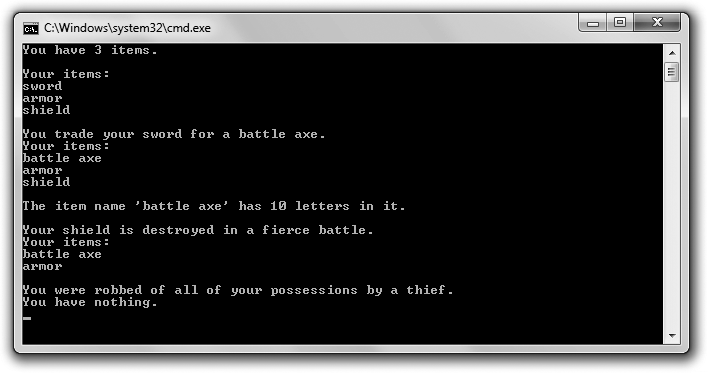 C:\Windows\system32\cmd.exe
You have 3 items.
Your items:
sword
armor
shield
You trade your sword for a battle axe.
Your items:
battle axe
armor
shield
The item name 'battle axe' has 10 letters in it.
Your shield is destroyed in a fierce battle.
Your items:
battle axe
armor
You were robbed of all of your possessions by a thief.
You have nothing.